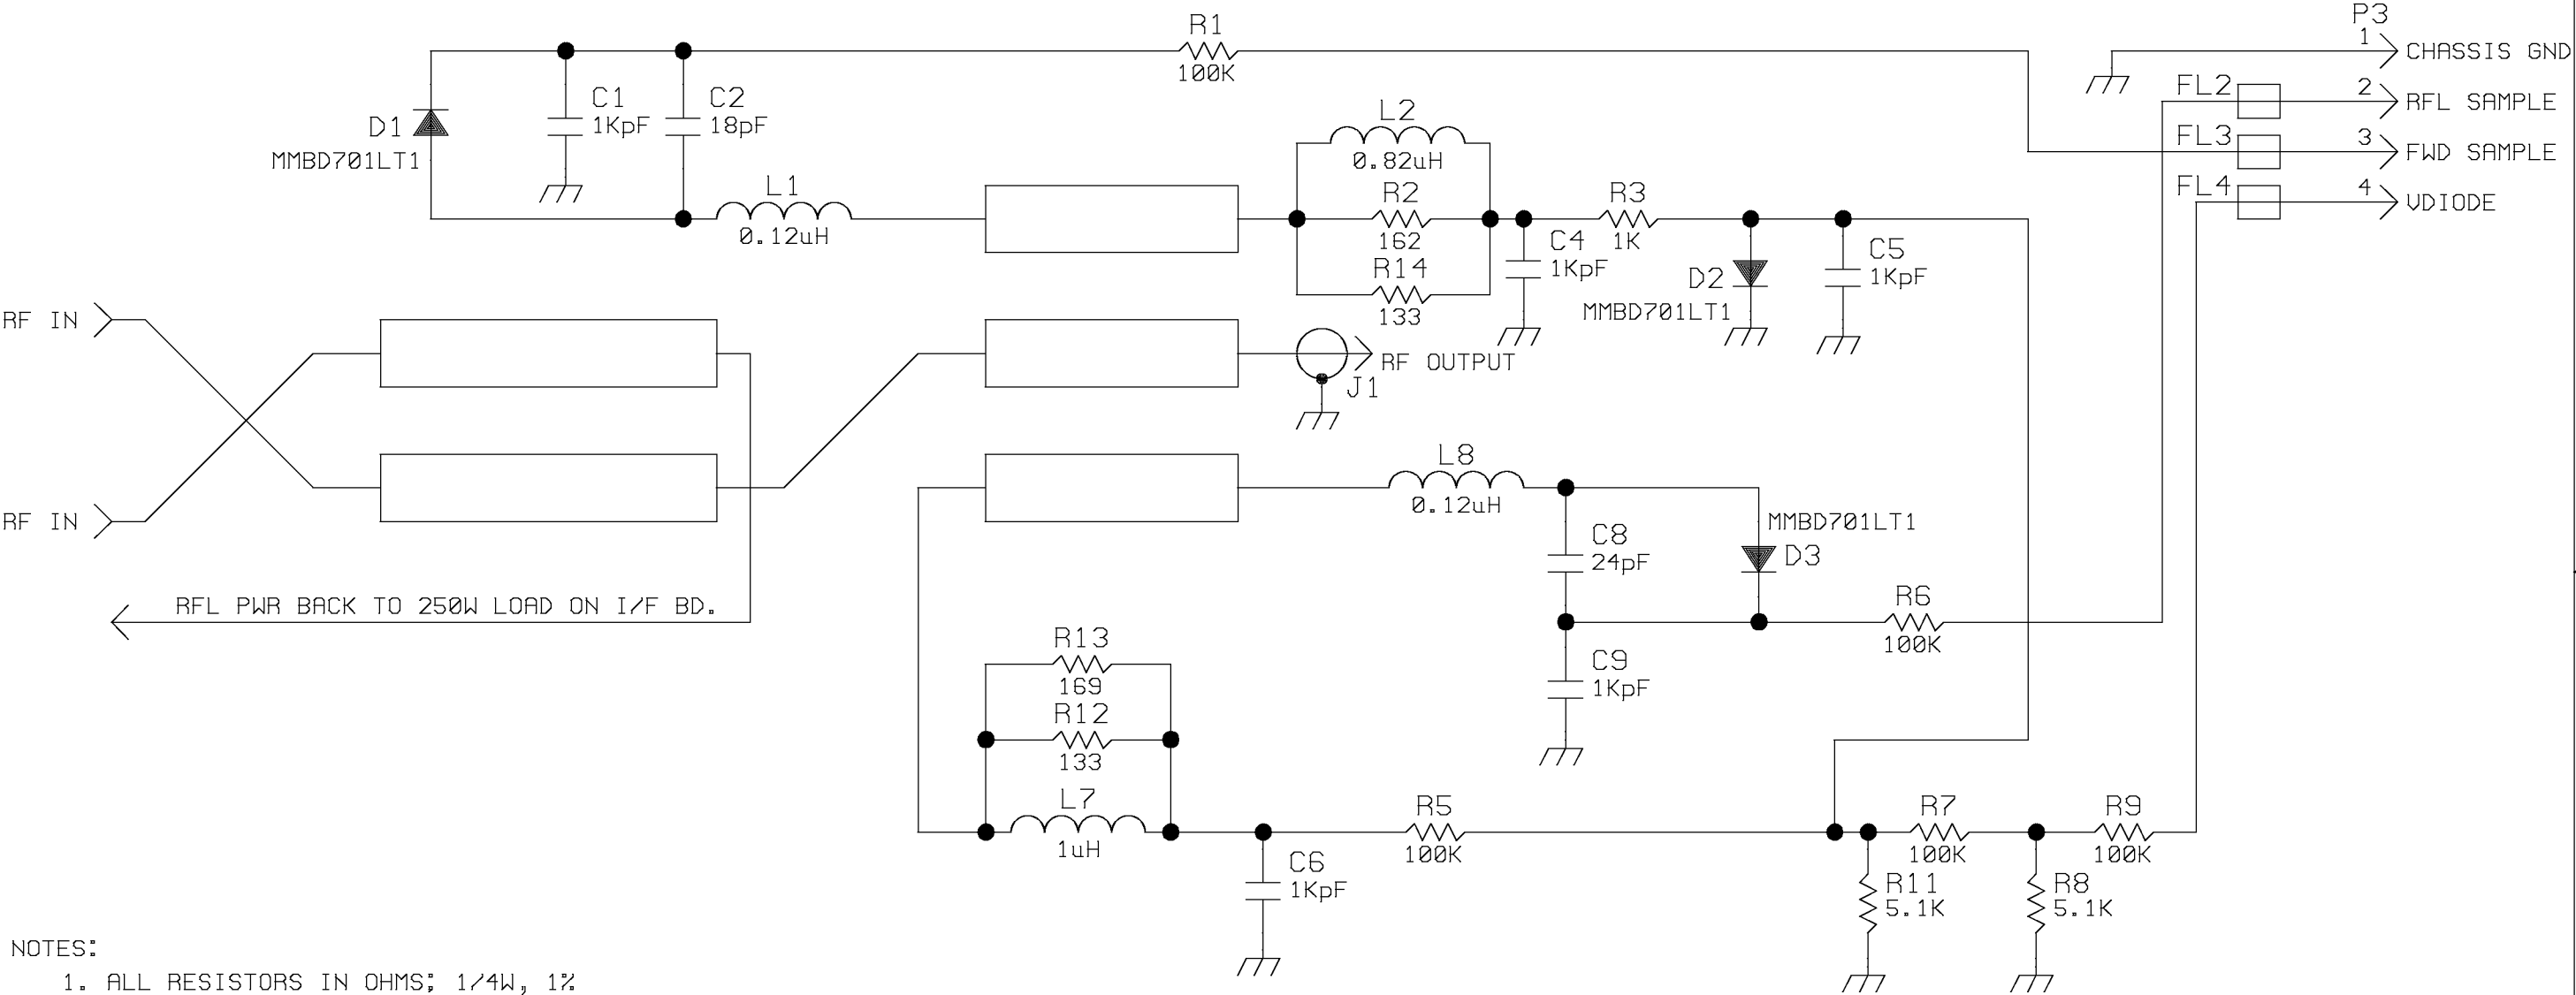 R1
100K
P3
1
CHASSIS GND
FL2
2
RFL SAMPLE
FL3
3
FWD SAMPLE
FL4
4
VDIODE
D1
MMBD701LT1
C1
1KpF
C2
18pF
L1
0.12uH
L2
0.82uH
R2
162
R14
133
R3
1K
C4
1KpF
D2
MMBD701LT1
C5
1KpF
RF IN
RF IN
RF OUTPUT
J1
RFL PWR BACK TO 250W LOAD ON I/F BD.
L8
0.12uH
C8
24pF
MMBD701LT1
D3
R6
100K
C9
1KpF
R13
169
R12
133
L7
1uH
C6
1KpF
R5
100K
R7
100K
R9
100K
R11
5.1K
R8
5.1K
NOTES:
1. ALL RESISTORS IN OHMS; 1/4W, 1%